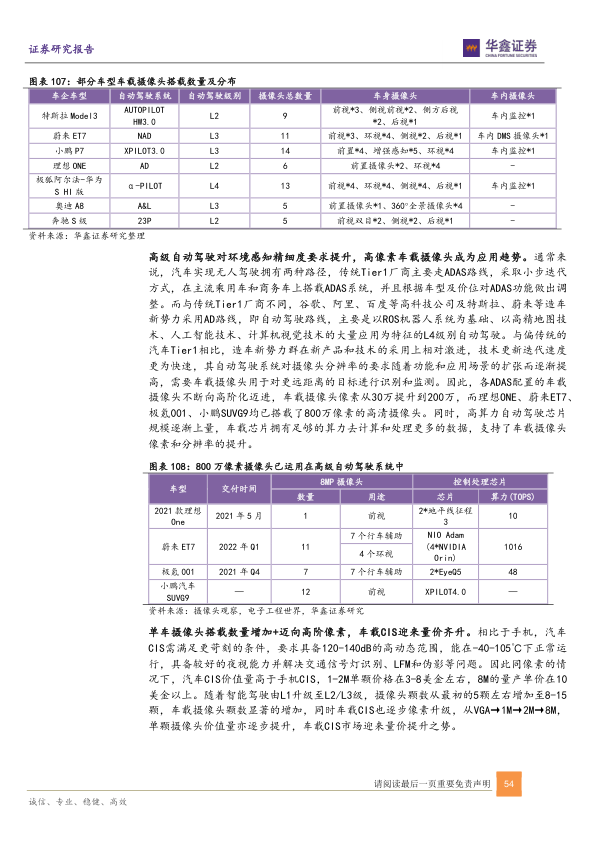 证券研究报告
华鑫证券
CHINA FORTUNE SECURITIES
图表 107：部分车型车载摄像头搭载数量及分布
车企车型 自动驾驶系统 自动驾驶级别 摄像头总数量 车身摄像头 车内摄像头
特斯拉 Model3 AUTOPILOT HM3.0 L2 9 前视*3、侧视前视*2、侧方后视*2、后视*1 车内监控*1
蔚来 ET7 NAD L3 11 前视*3、环视*4、侧视*2、后视*1 车内 DMS 摄像头*1
小鹏 P7 XPILOT3.0 L3 14 前置*4、增强感知*5、环视*4 车内监控*1
理想 ONE AD L2 6 前置摄像头*2、环视*4 -
极狐阿尔法-华为 S HI 版 α-PILOT L4 13 前视*4、环视*4、侧视*4、后视*1 车内监控*1
奥迪 A8 A&L L3 5 前置摄像头*1、360°全景摄像头*4 -
奔驰 S 级 23P L2 5 前视双目*2、侧视*2、后视*1 -
资料来源：华鑫证券研究整理
高级自动驾驶对环境感知精细度要求提升，高像素车载摄像头成为应用趋势。通常来
说，汽车实现无人驾驶拥有两种路径，传统Tier1厂商主要走ADAS路线，采取小步迭代
方式，在主流乘用车和商务车上搭载ADAS系统，并且根据车型及价位对ADAS功能做出调
整。而与传统Tier1厂商不同，谷歌、阿里、百度等高科技公司及特斯拉、蔚来等造车
新势力采用AD路线，即自动驾驶路线，主要是以ROS机器人系统为基础、以高精地图技
术、人工智能技术、计算机视觉技术的大量应用为特征的L4级别自动驾驶。与偏传统的
汽车Tier1相比，造车新势力群在新产品和技术的采用上相对激进，技术更新迭代速度
更为快速，其自动驾驶系统对摄像头分辨率的要求随着功能和应用场景的扩张而逐渐提
高，需要车载摄像头用于对更远距离的目标进行识别和监测。因此，各ADAS配置的车载
摄像头不断向高阶化迈进，车载摄像头像素从30万提升到200万，而理想ONE、蔚来ET7、
极氪001、小鹏SUVG9均已搭载了800万像素的高清摄像头。同时，高算力自动驾驶芯片
规模逐渐上量，车载芯片拥有足够的算力去计算和处理更多的数据，支持了车载摄像头
像素和分辨率的提升。
图表 108：800 万像素摄像头已运用在高级自动驾驶系统中
车型 交付时间 8MP 摄像头 控制处理芯片
数量 用途 芯片 算力(TOPS)
2021 款理想 One 2021 年 5 月 1 前视 2*地平线征程 3 10
蔚来 ET7 2022 年 Q1 11 7 个行车辅助 4 个环视 NIO Adam (4*NVIDIA Orin) 1016
极氪 001 2021 年 Q4 7 7 个行车辅助 2*EyeQ5 48
小鹏汽车 SUVG9 — 12 前视 XPILOT4.0 —
资料来源：摄像头观察，电子工程世界，华鑫证券研究
单车摄像头搭载数量增加+迈向高阶像素，车载CIS迎来量价齐升。相比于手机，汽车
CIS需满足更苛刻的条件，要求具备120-140dB的高动态范围，能在-40-105℃下正常运
行，具备较好的夜视能力并解决交通信号灯识别、LFM和伪影等问题。因此同像素的情
况下，汽车CIS价值量高于手机CIS，1-2M单颗价格在3-8美金左右，8M的量产单价在10
美金以上。随着智能驾驶由L1升级至L2/L3级，摄像头颗数从最初的5颗左右增加至8-15
颗，车载摄像头颗数显著的增加，同时车载CIS也逐步像素升级，从VGA→1M→2M→8M，
单颗摄像头价值量亦逐步提升，车载CIS市场迎来量价提升之势。
请阅读最后一页重要免责声明 54
诚信、专业、稳健、高效